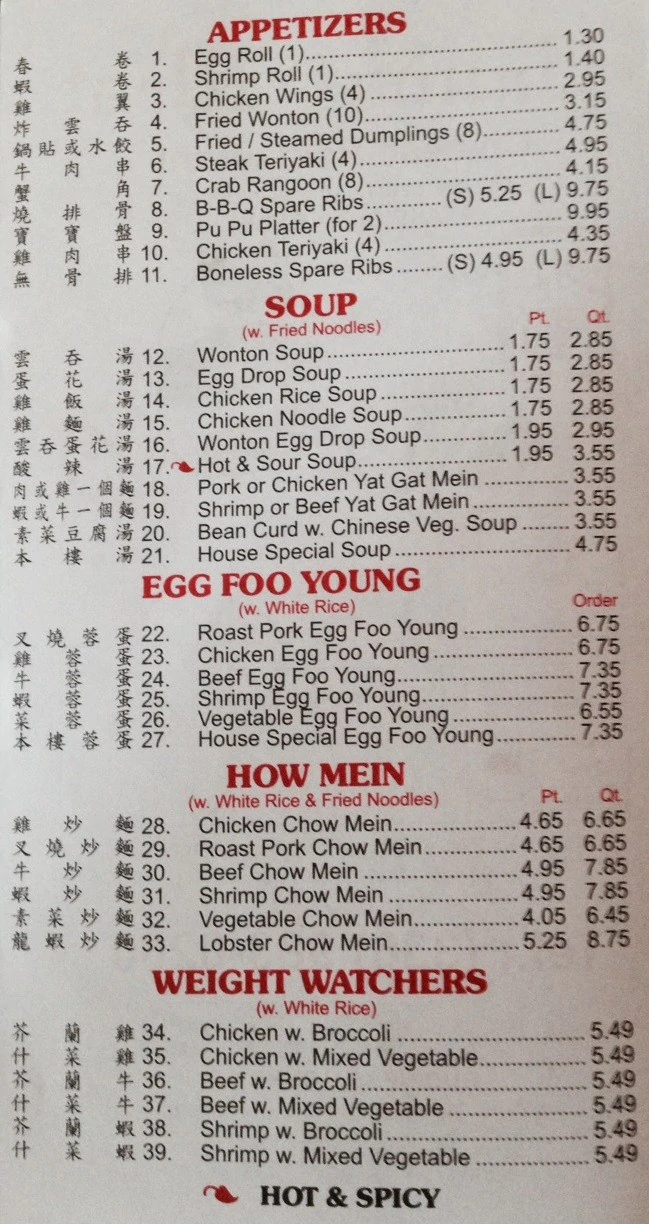 APPETIZERS
春卷 1. Egg Roll (1) 1.30
蝦卷 2. Shrimp Roll (1) 1.40
雞翼 3. Chicken Wings (4) 2.95
炸雲吞 4. Fried Wonton (10) 3.15
鍋貼或水餃 5. Fried / Steamed Dumplings (8) 4.75
牛肉串 6. Steak Teriyaki (4) 4.95
蟹角 7. Crab Rangoon (8) 4.15
燒排骨 8. B-B-Q Spare Ribs (S) 5.25 (L) 9.75
寶寶盤 9. Pu Pu Platter (for 2) 9.95
雞肉串 10. Chicken Teriyaki (4) 4.35
無骨排 11. Boneless Spare Ribs (S) 4.95 (L) 9.75
SOUP
(w. Fried Noodles) Pt. Qt.
雲吞湯 12. Wonton Soup 1.75 2.85
蛋花湯 13. Egg Drop Soup 1.75 2.85
雞飯湯 14. Chicken Rice Soup 1.75 2.85
雞麵湯 15. Chicken Noodle Soup 1.75 2.85
雲吞蛋花湯 16. Wonton Egg Drop Soup 1.95 2.95
酸辣湯 17. Hot & Sour Soup 1.95 3.55
肉或雞一個麵 18. Pork or Chicken Yat Gat Mein 3.55
蝦或牛一個麵 19. Shrimp or Beef Yat Gat Mein 3.55
素菜豆腐湯 20. Bean Curd w. Chinese Veg. Soup 3.55
本樓湯 21. House Special Soup 4.75
EGG FOO YOUNG
(w. White Rice) Order
叉燒蓉蛋 22. Roast Pork Egg Foo Young 6.75
雞蓉蛋 23. Chicken Egg Foo Young 6.75
牛蓉蛋 24. Beef Egg Foo Young 7.35
蝦蓉蛋 25. Shrimp Egg Foo Young 7.35
菜蓉蛋 26. Vegetable Egg Foo Young 6.55
本樓蓉蛋 27. House Special Egg Foo Young 7.35
HOW MEIN
(w. White Rice & Fried Noodles) Pt. Qt.
雞炒麵 28. Chicken Chow Mein 4.65 6.65
叉燒炒麵 29. Roast Pork Chow Mein 4.65 6.65
牛炒麵 30. Beef Chow Mein 4.95 7.85
蝦炒麵 31. Shrimp Chow Mein 4.95 7.85
素菜炒麵 32. Vegetable Chow Mein 4.05 6.45
龍蝦炒麵 33. Lobster Chow Mein 5.25 8.75
WEIGHT WATCHERS
(w. White Rice)
芥蘭雞 34. Chicken w. Broccoli 5.49
什菜雞 35. Chicken w. Mixed Vegetable 5.49
芥蘭牛 36. Beef w. Broccoli 5.49
什菜牛 37. Beef w. Mixed Vegetable 5.49
芥蘭蝦 38. Shrimp w. Broccoli 5.49
什菜蝦 39. Shrimp w. Mixed Vegetable 5.49
HOT & SPICY